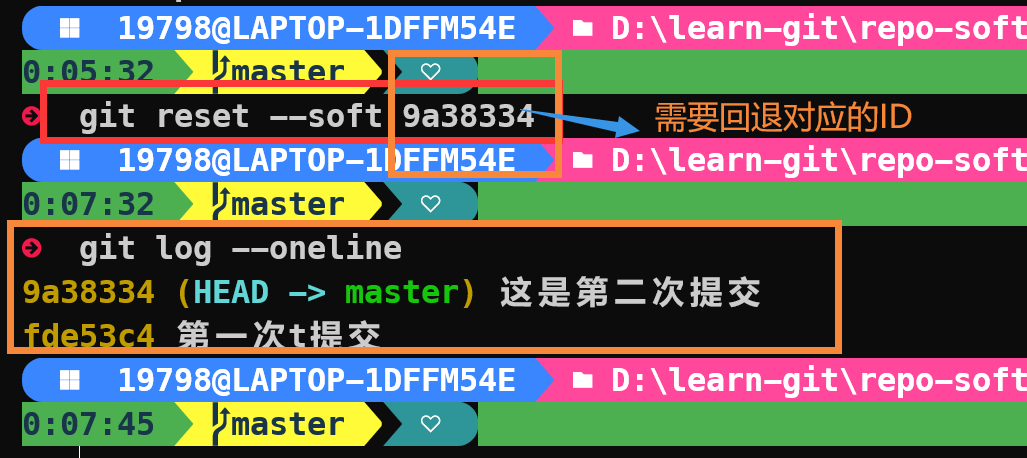 19798@LAPTOP-1DFFM54E D:\learn-git\repo-soft
0:05:32 master
git reset --soft 9a38334 需要回退对应的ID
19798@LAPTOP-1DFFM54E D:\learn-git\repo-soft
0:07:32 master
git log --oneline
9a38334 (HEAD -> master) 这是第二次提交
fde53c4 第一次t提交
19798@LAPTOP-1DFFM54E D:\learn-git\repo-soft
0:07:45 master